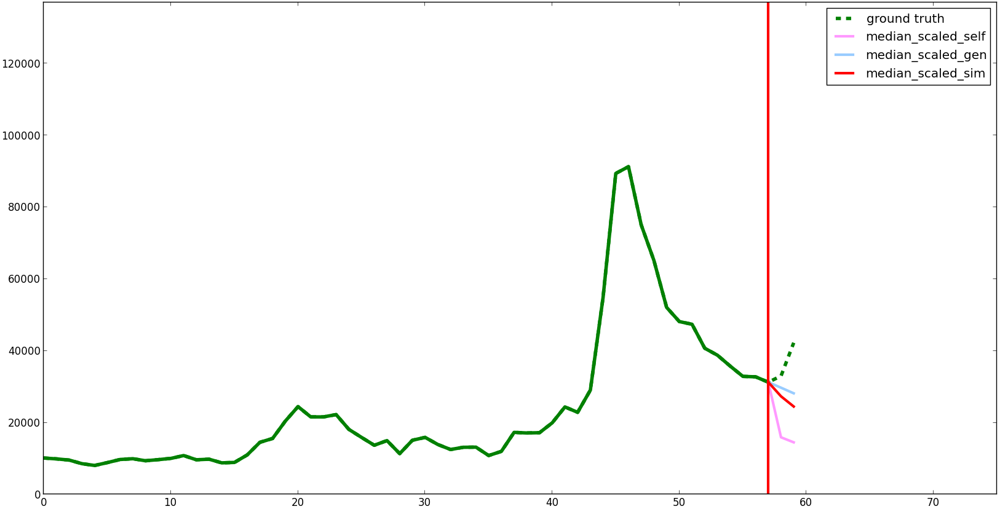 ground truth
median_scaled_self
median_scaled_gen
median_scaled_sim
120000
100000
80000
60000
40000
20000
0
0 10 20 30 40 50 60 70